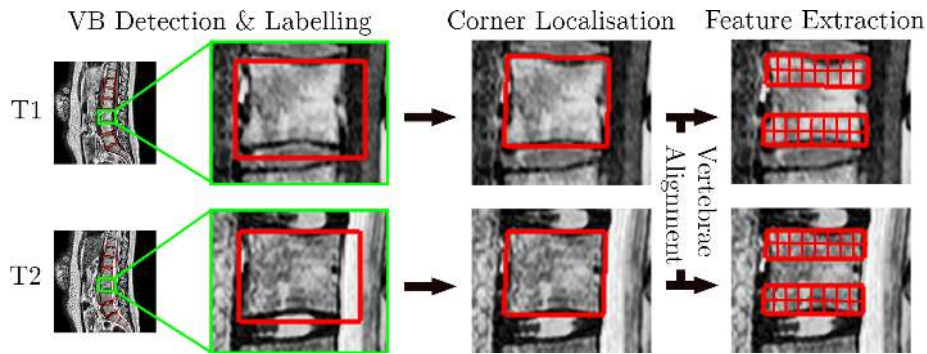 VB Detection & Labelling
Corner Localisation
Feature Extraction
T1
Vertebrae
Alignment
T2